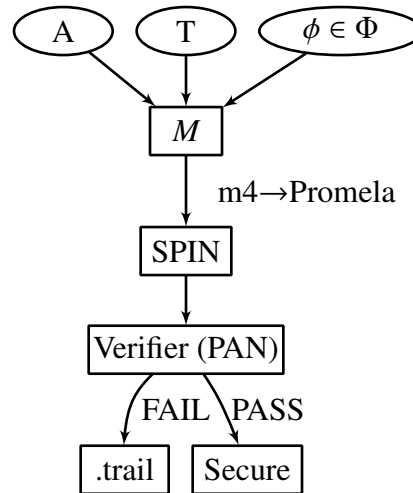 A T ϕ ∈ Φ
M
m4→Promela
SPIN
Verifier (PAN)
FAIL PASS
.trail Secure